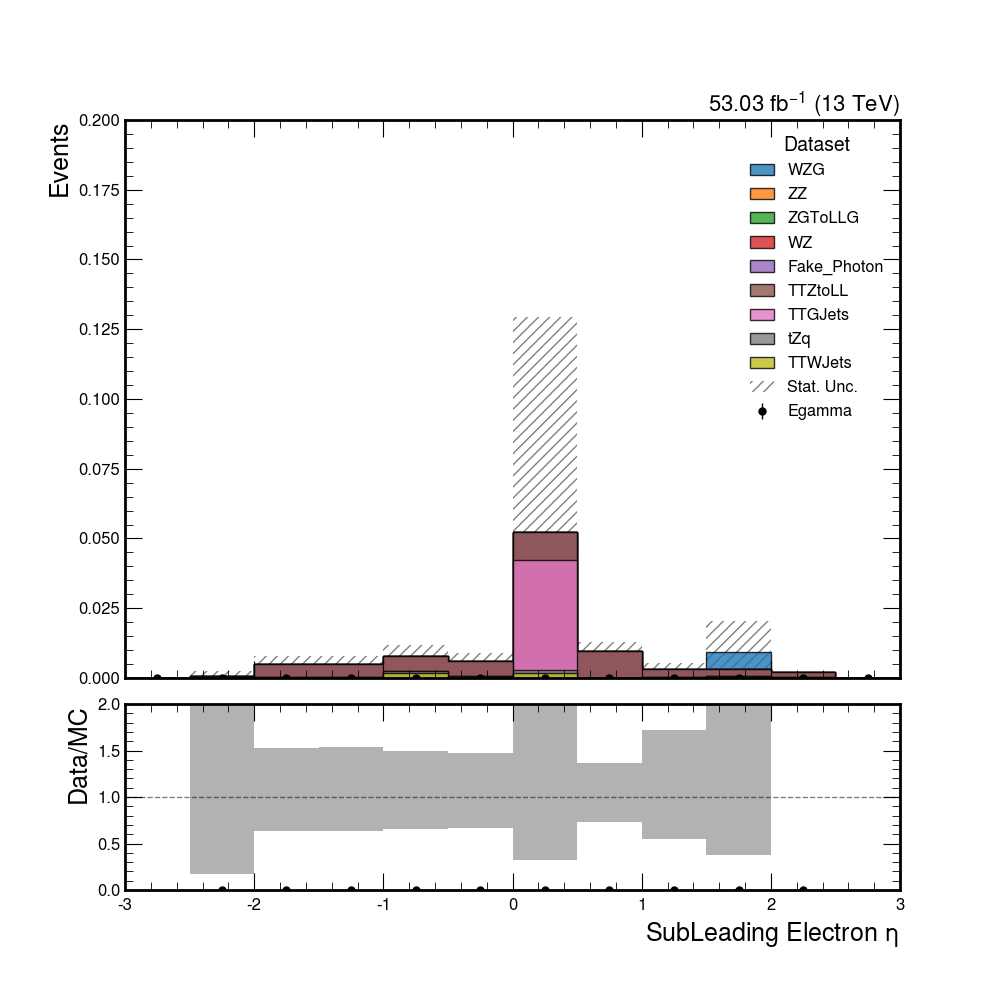 53.03 fb⁻¹ (13 TeV)
Events
0.200
0.175
0.150
0.125
0.100
0.075
0.050
0.025
0.000
Dataset
WZG
ZZ
ZGToLLG
WZ
Fake_Photon
TTZtoLL
TTGJets
tZq
TTWJets
Stat. Unc.
Egamma
Data/MC
2.0
1.5
1.0
0.5
0.0
-3 -2 -1 0 1 2 3
SubLeading Electron η